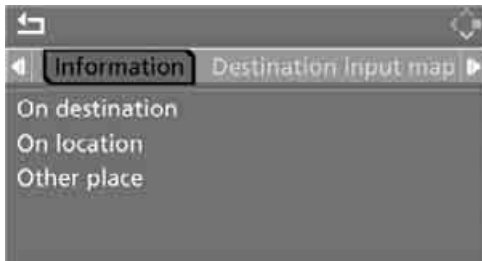 Information Destination input map
On destination
On location
Other place